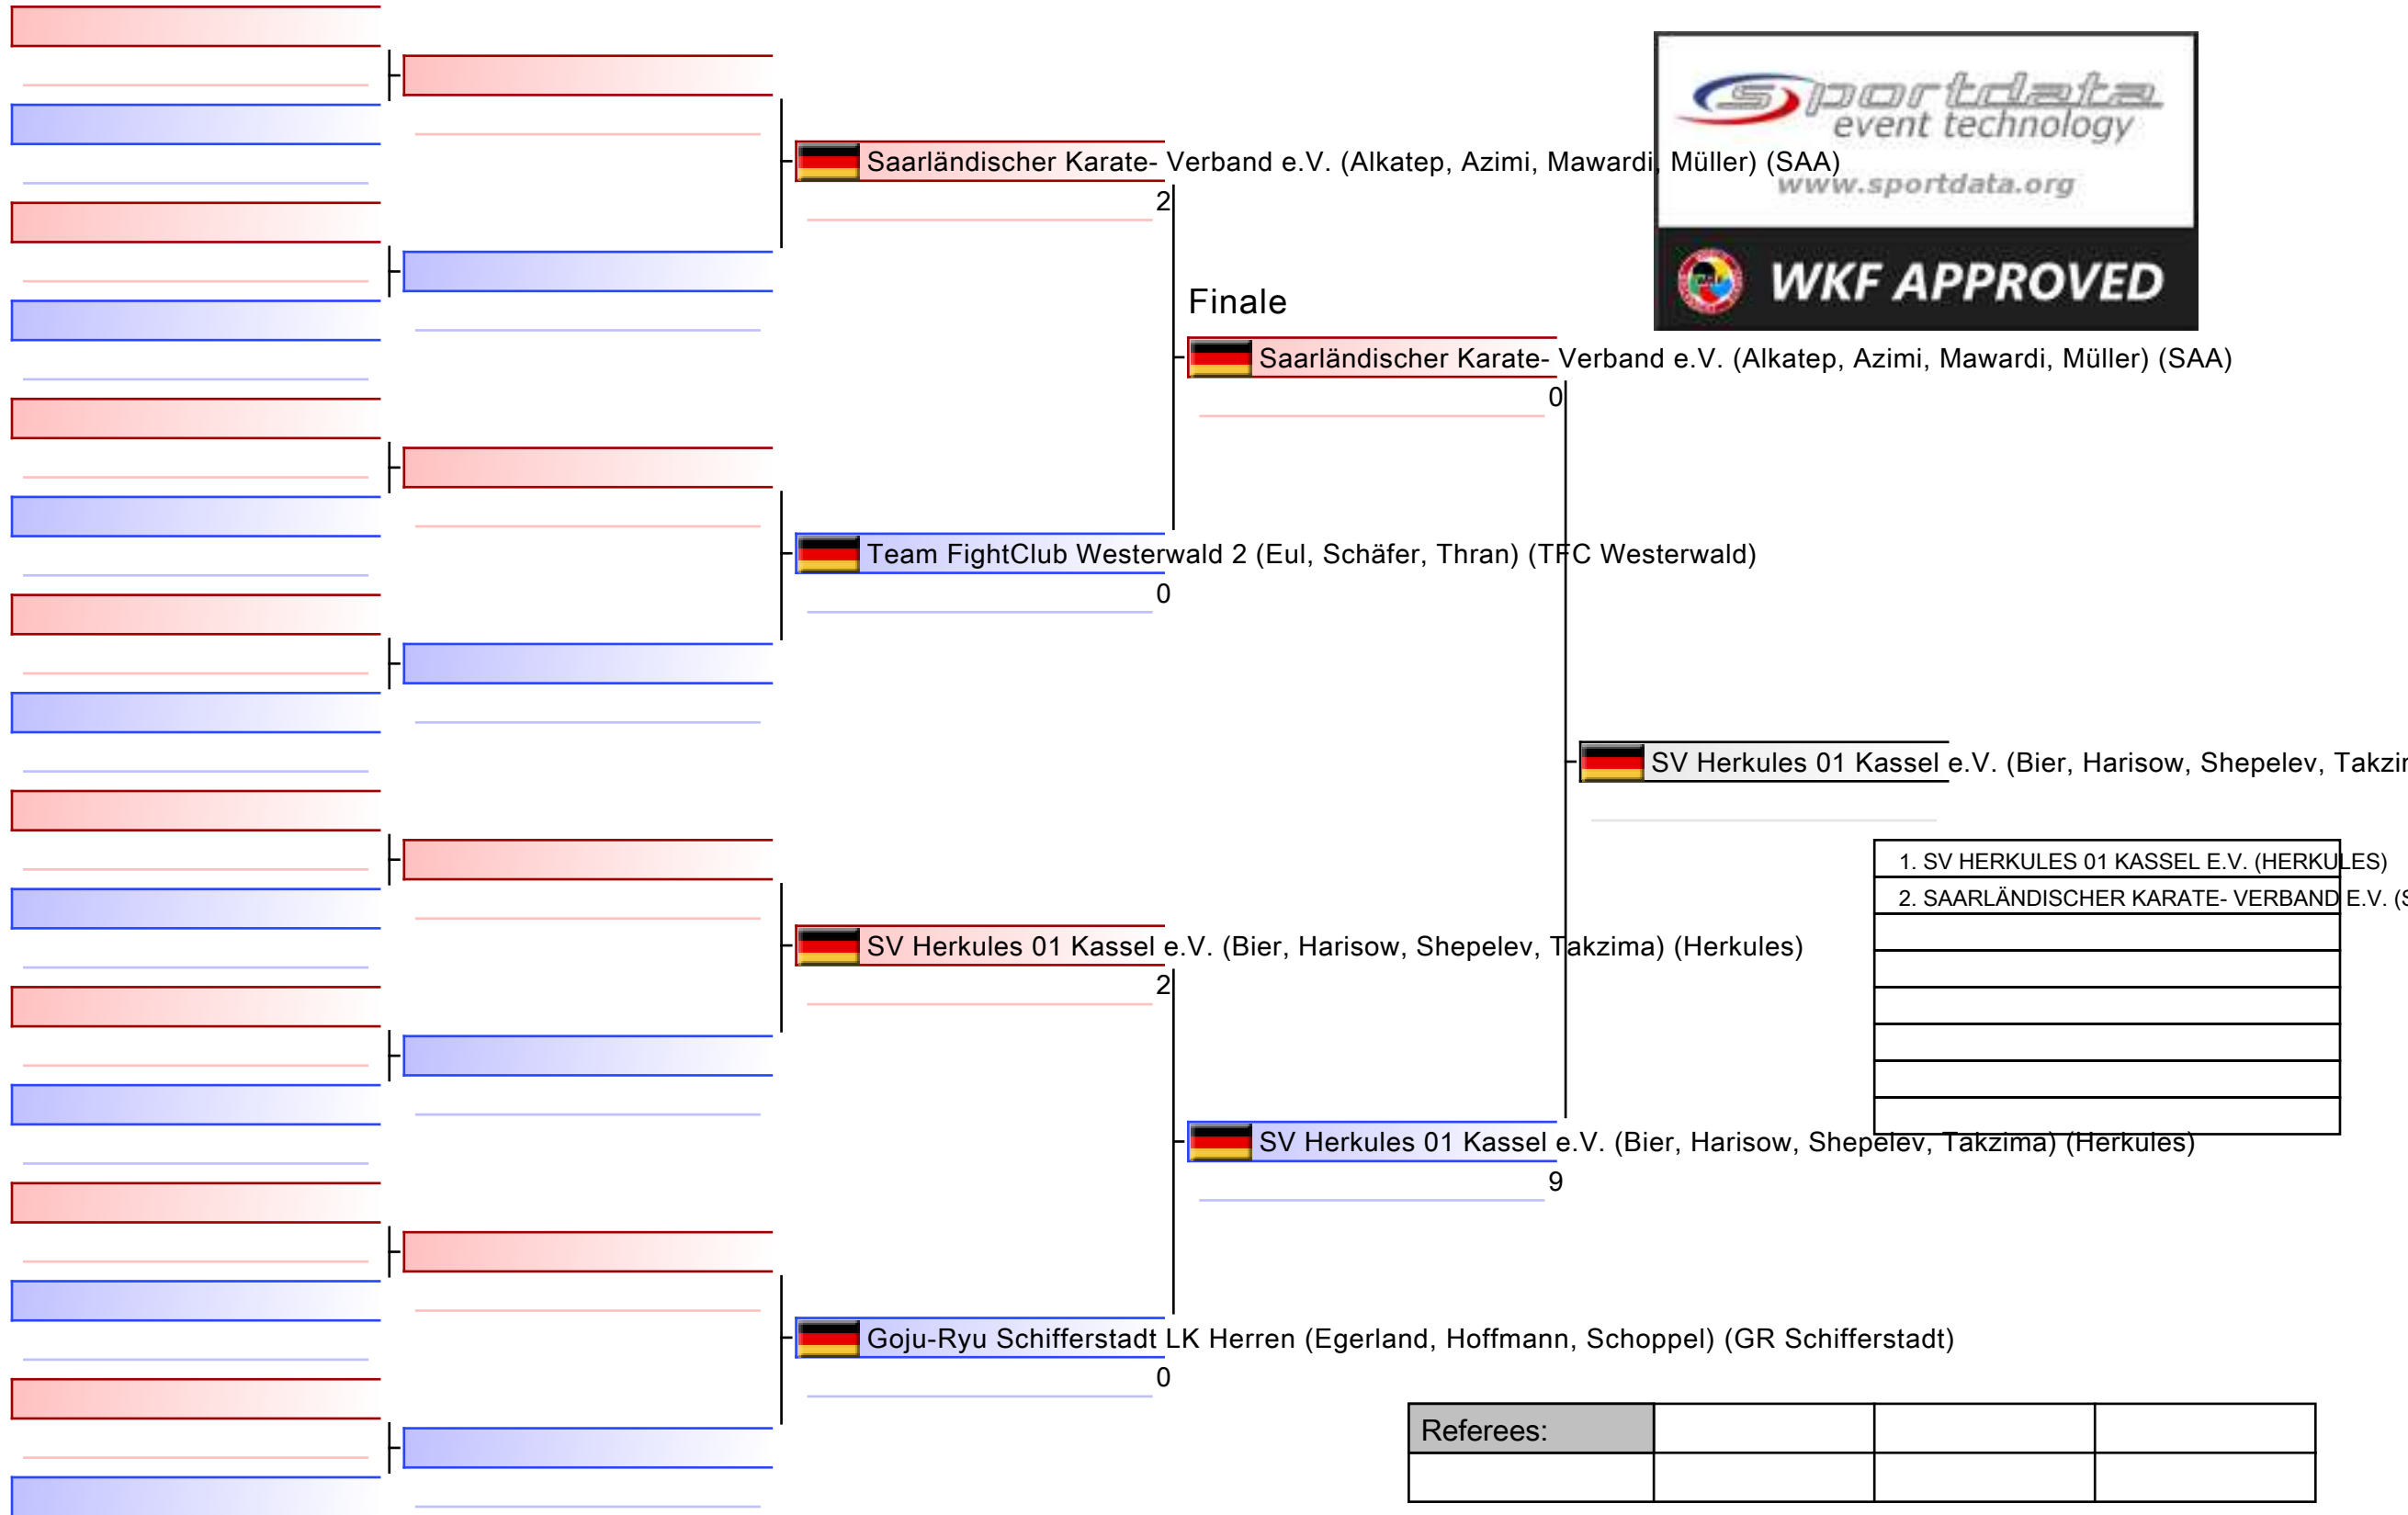 sportdata
event technology
www.sportdata.org
WKF APPROVED
Saarländischer Karate- Verband e.V. (Alkatep, Azimi, Mawardi, Müller) (SAA)
2
Finale
Saarländischer Karate- Verband e.V. (Alkatep, Azimi, Mawardi, Müller) (SAA)
0
Team FightClub Westerwald 2 (Eul, Schäfer, Thran) (TFC Westerwald)
0
SV Herkules 01 Kassel e.V. (Bier, Harisow, Shepelev,
1. SV HERKULES 01 KASSEL E.V. (HERKULES)
2. SAARLÄNDISCHER KARATE- VERBAND E.V.
SV Herkules 01 Kassel e.V. (Bier, Harisow, Shepelev, Takzima) (Herkules)
2
SV Herkules 01 Kassel e.V. (Bier, Harisow, Shepelev, Takzima) (Herkules)
9
Goju-Ryu Schifferstadt LK Herren (Egerland, Hoffmann, Schoppel) (GR Schifferstadt)
0
Referees: